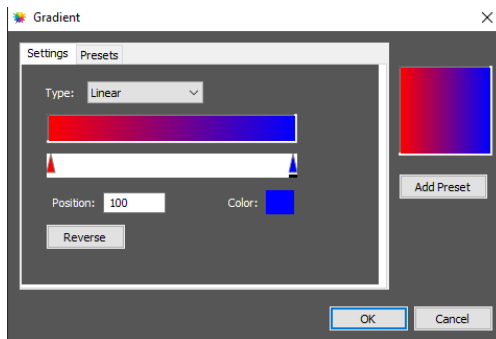 Gradient
Settings Presets
Type: Linear
Position: 100 Color:
Reverse
Add Preset
OK Cancel